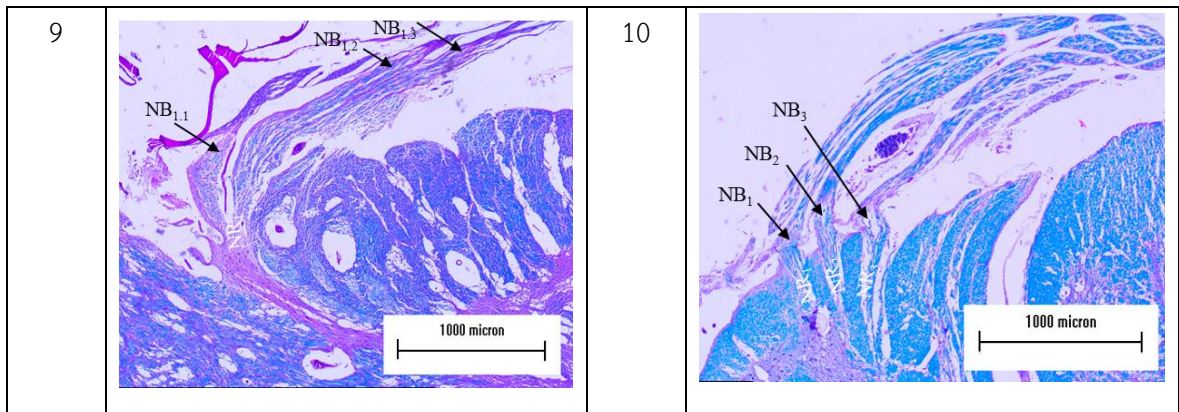 9
NB1.1
NB1.2
NB1.3
NR
1000 micron
10
NB1
NB2
NB3
NR1
NR2
NR3
1000 micron